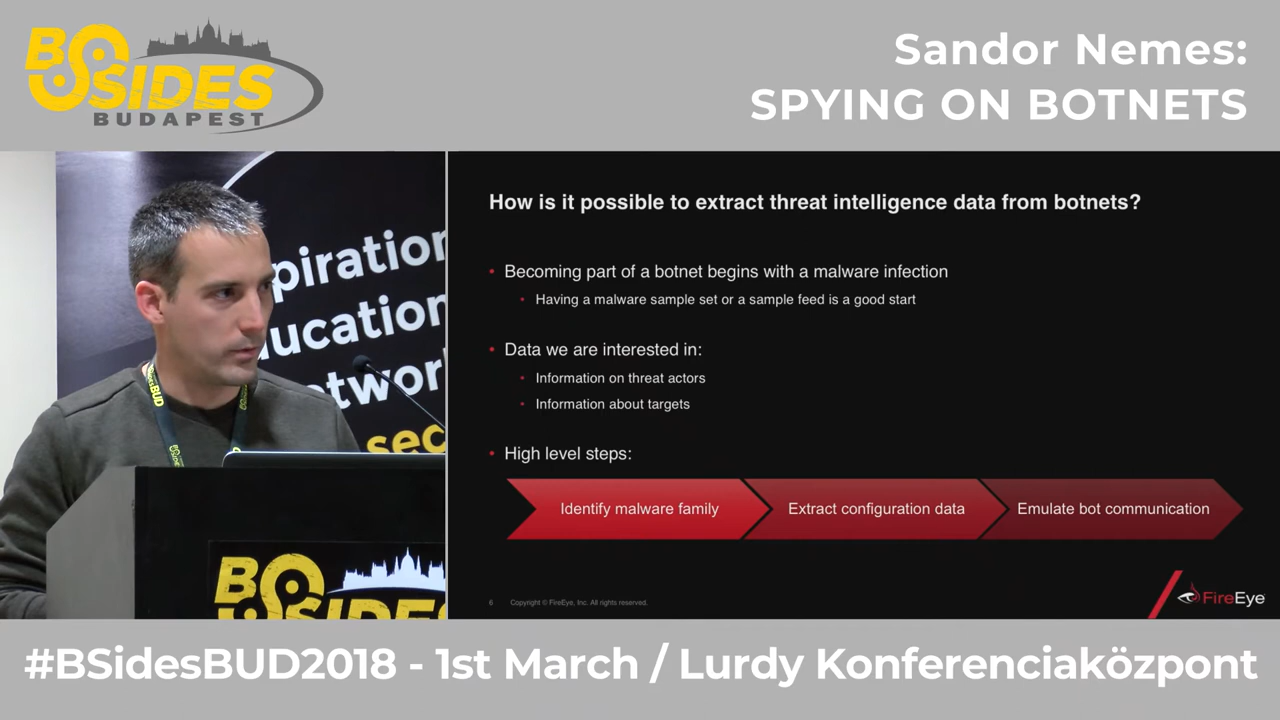 BSIDES
BUDAPEST
Sandor Nemes:
SPYING ON BOTNETS
How is it possible to extract threat intelligence data from botnets?
• Becoming part of a botnet begins with a malware infection
• Having a malware sample set or a sample feed is a good start
• Data we are interested in:
• Information on threat actors
• Information about targets
• High level steps:
Identify malware family
Extract configuration data
Emulate bot communication
6 Copyright © FireEye, Inc. All rights reserved.
FireEye
piration
ucation
etwor
sec
BSidesBUD
BSIDES
#BSidesBUD2018 - 1st March / Lurdy Konferenciaközpont